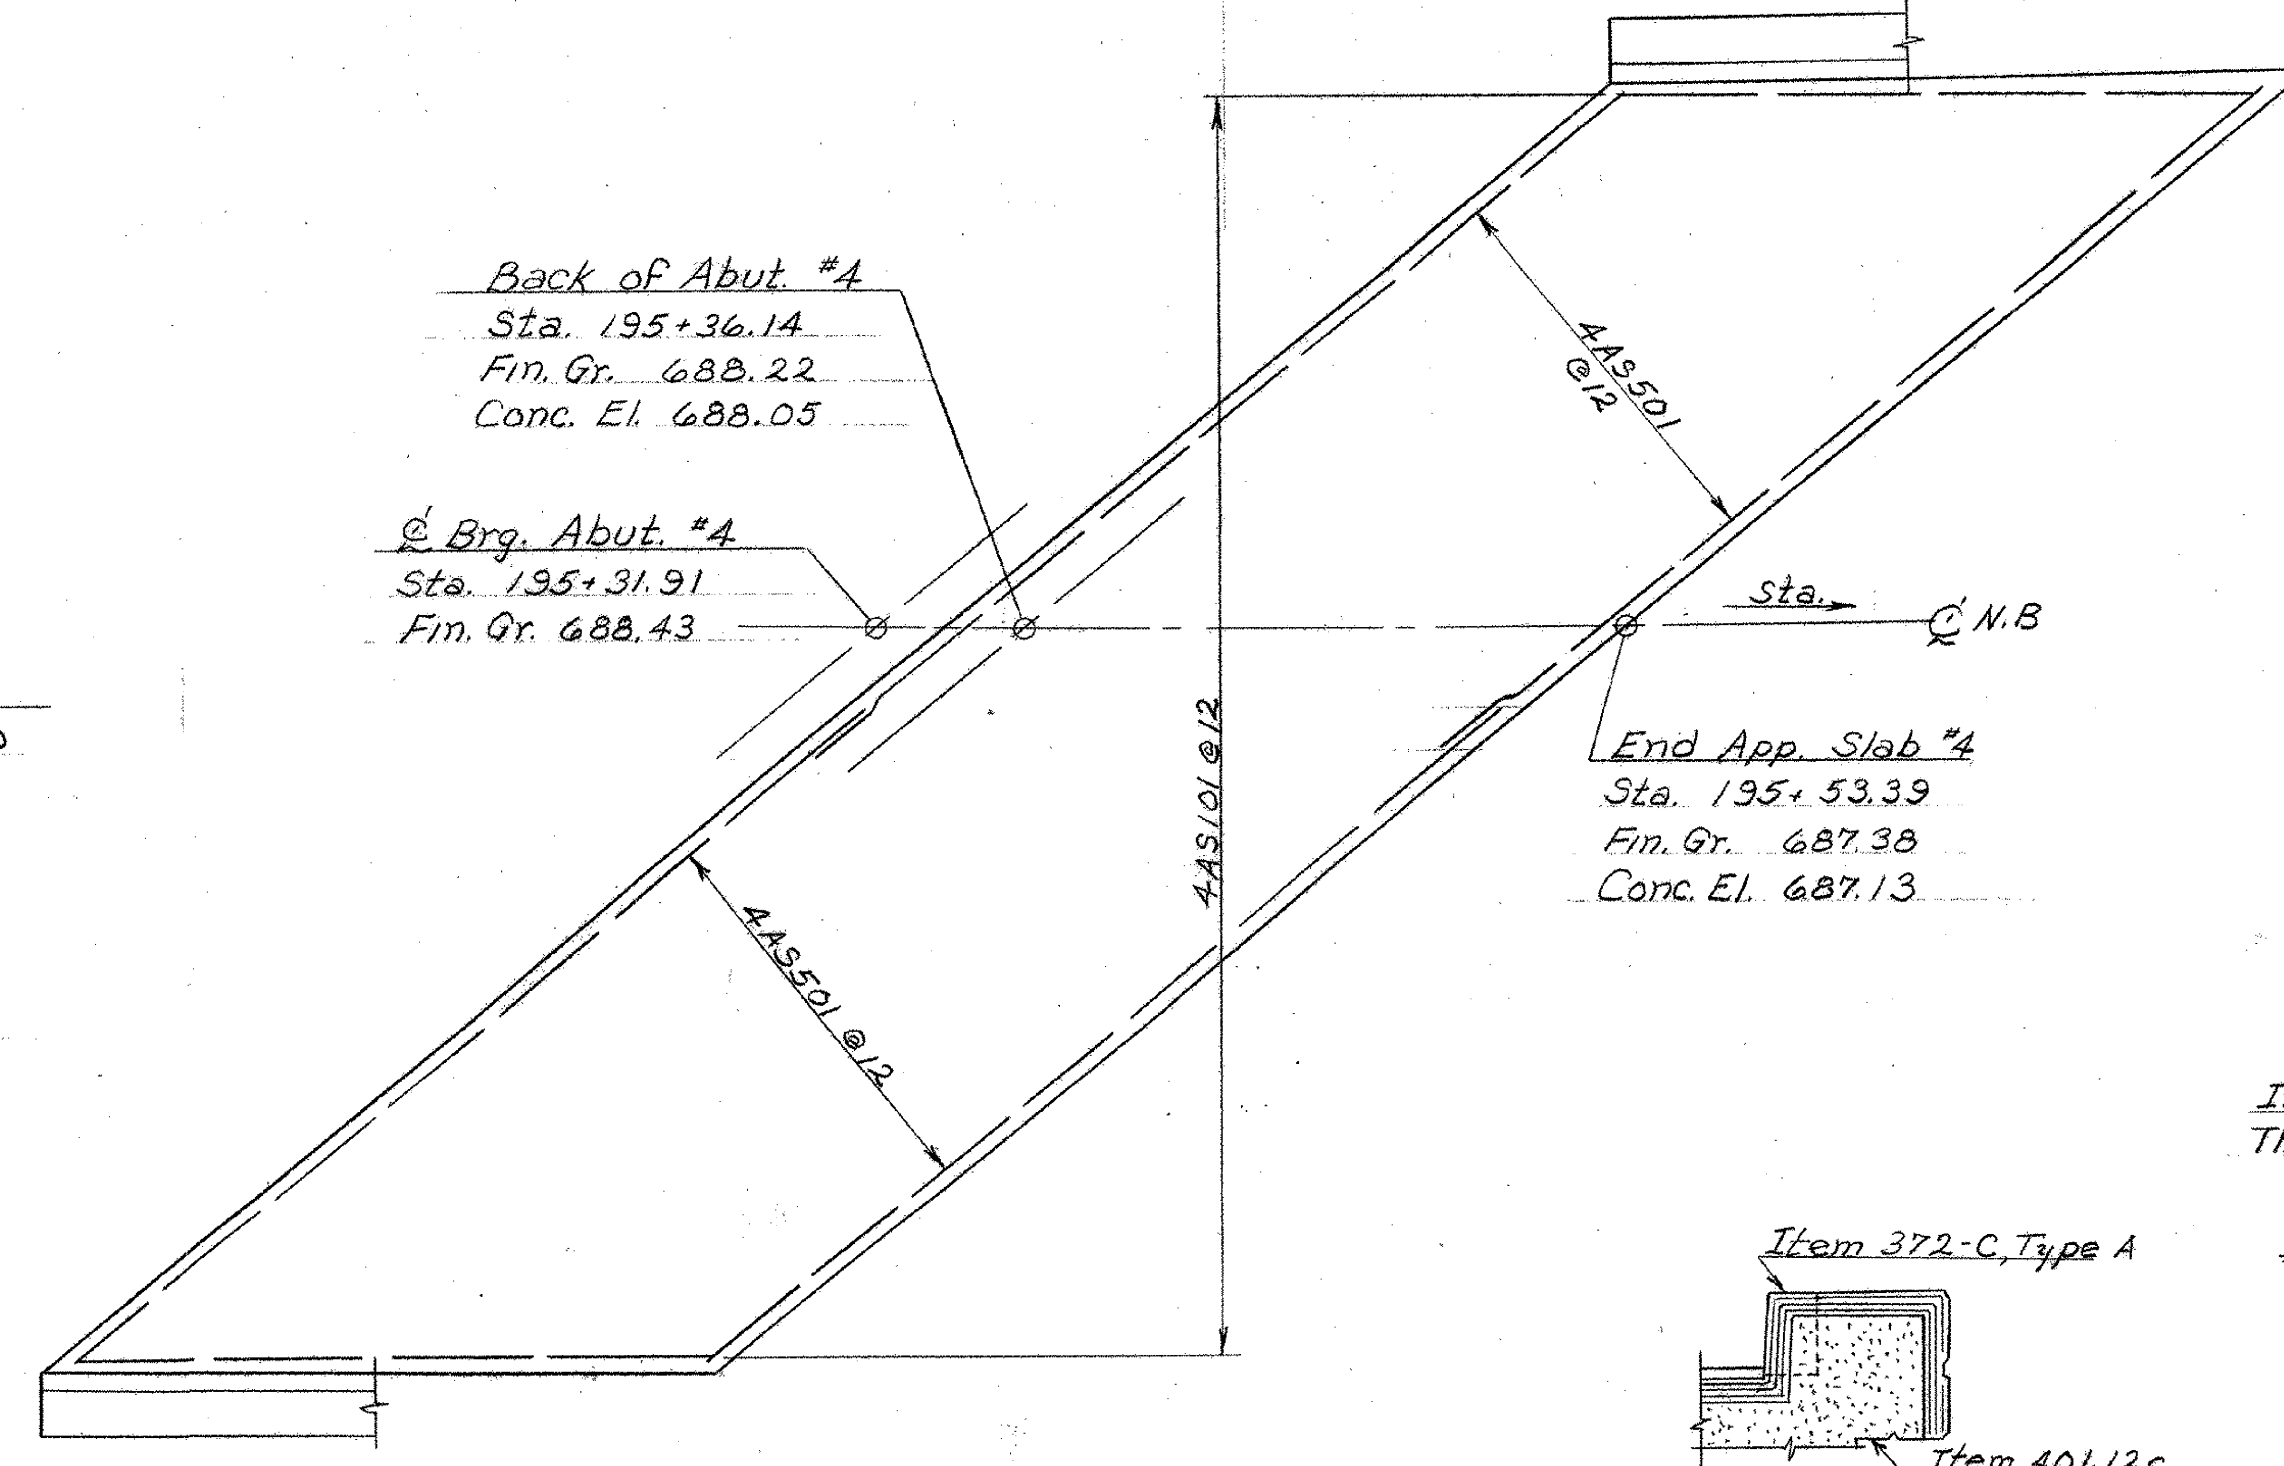 Back of Abut. #4
Sta. 195+36.14
Fin. Gr. 688.22
Conc. El. 688.05
℄ Brg. Abut. #4
Sta. 195+31.91
Fin. Gr. 688.43
4AS501
@12
Sta.
℄ N.B
4AS101 @12
End App. Slab #4
Sta. 195+53.39
Fin. Gr. 687.38
Conc. El. 687.13
4AS501 @12
Item 372-C, Type A